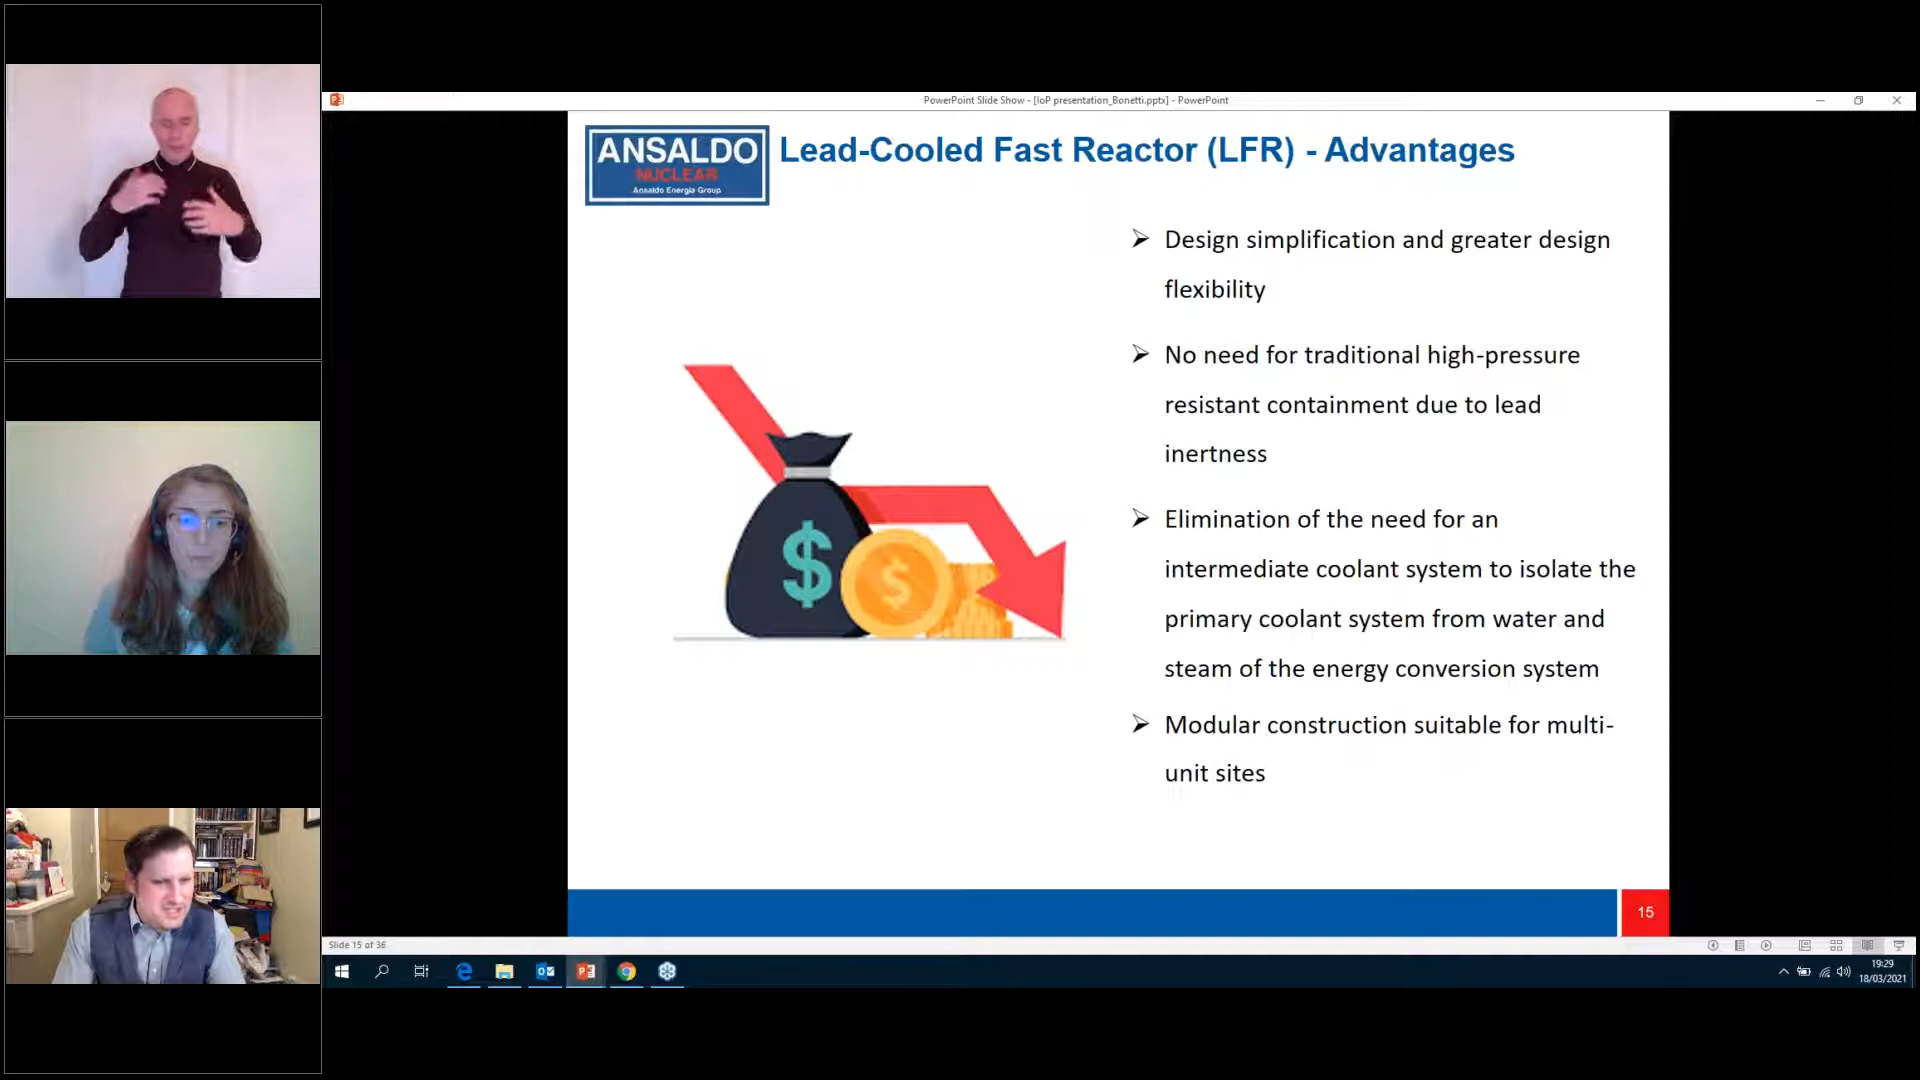 PowerPoint Slide Show - [IoP presentation_Bonetti.pptx] - PowerPoint
ANSALDO
NUCLEAR
Ansaldo Energia Group
Lead-Cooled Fast Reactor (LFR) - Advantages
Design simplification and greater design
flexibility
No need for traditional high-pressure
resistant containment due to lead
inertness
Elimination of the need for an
intermediate coolant system to isolate the
primary coolant system from water and
steam of the energy conversion system
Modular construction suitable for multi-
unit sites
$
$
15
Slide 15 of 36
19:29
18/03/2021